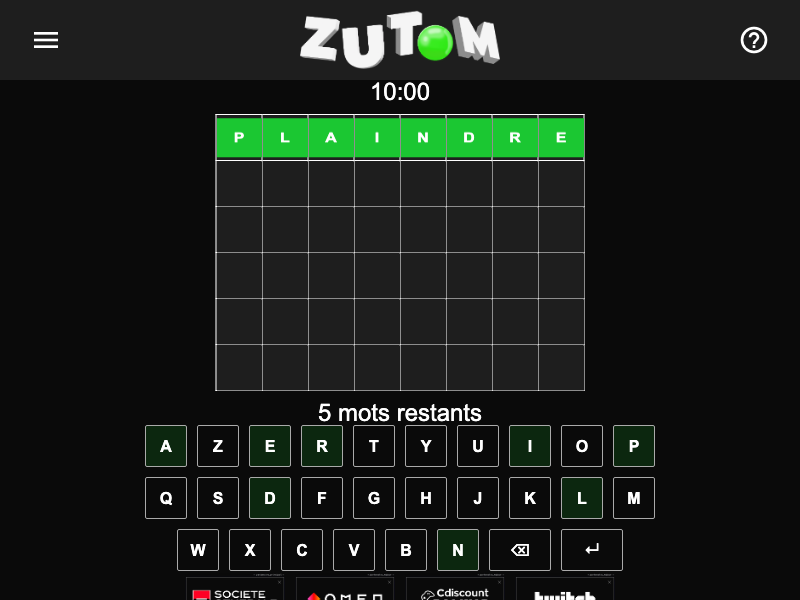 ZUTOM
10:00
P L A I N D R E
5 mots restants
A Z E R T Y U I O P
Q S D F G H J K L M
W X C V B N
SOCIETE
OMEN
Cdiscount
twitch